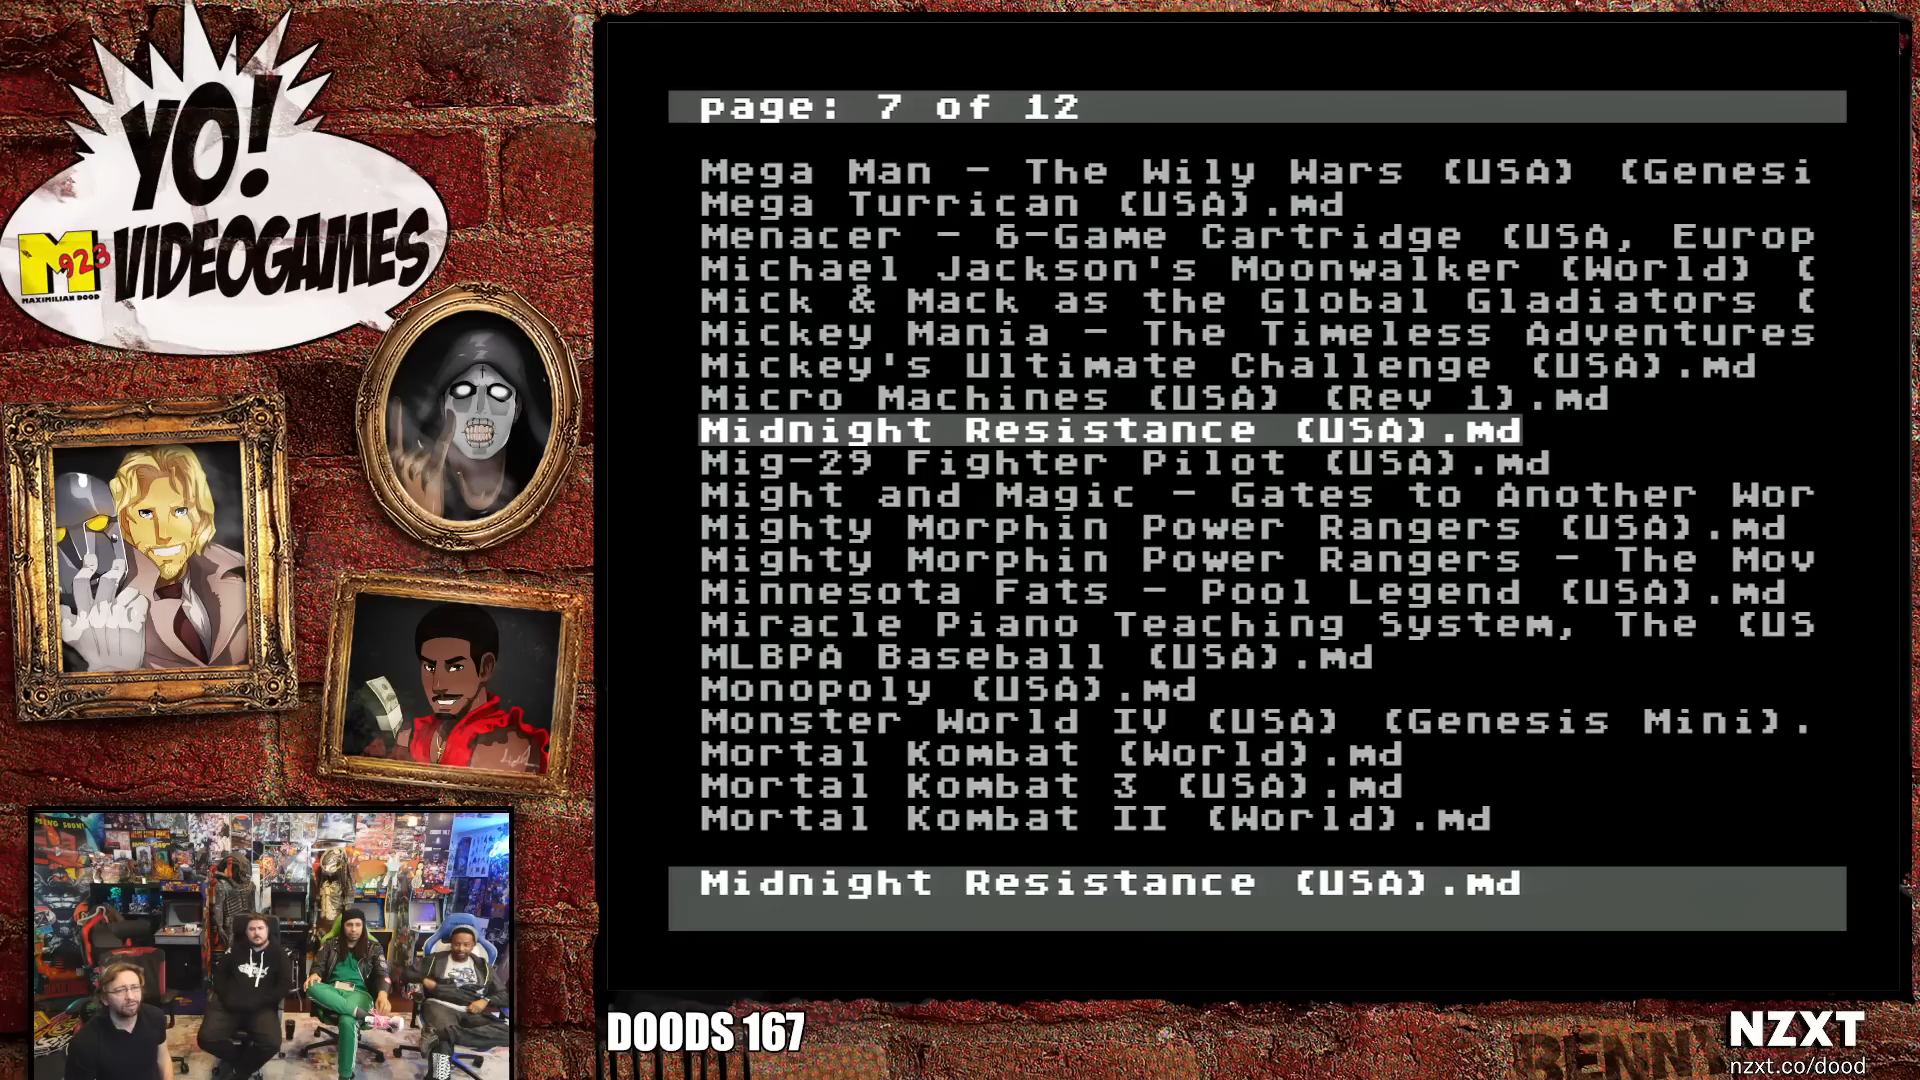 YO!
VIDEOGAMES
M
923
MAXIMILIAN DOOD
page: 7 of 12
Mega Man - The Wily Wars (USA) (Genesi
Mega Turrican (USA).md
Menacer - 6-Game Cartridge (USA, Europ
Michael Jackson's Moonwalker (World) (
Mick & Mack as the Global Gladiators (
Mickey Mania - The Timeless Adventures
Mickey's Ultimate Challenge (USA).md
Micro Machines (USA) (Rev 1).md
Midnight Resistance (USA).md
Mig-29 Fighter Pilot (USA).md
Might and Magic - Gates to Another Wor
Mighty Morphin Power Rangers (USA).md
Mighty Morphin Power Rangers - The Mov
Minnesota Fats - Pool Legend (USA).md
Miracle Piano Teaching System, The (US
MLBPA Baseball (USA).md
Monopoly (USA).md
Monster World IV (USA) (Genesis Mini).
Mortal Kombat (World).md
Mortal Kombat 3 (USA).md
Mortal Kombat II (World).md
Midnight Resistance (USA).md
DOODS 167
BENN
NZXT
nzxt.co/dood